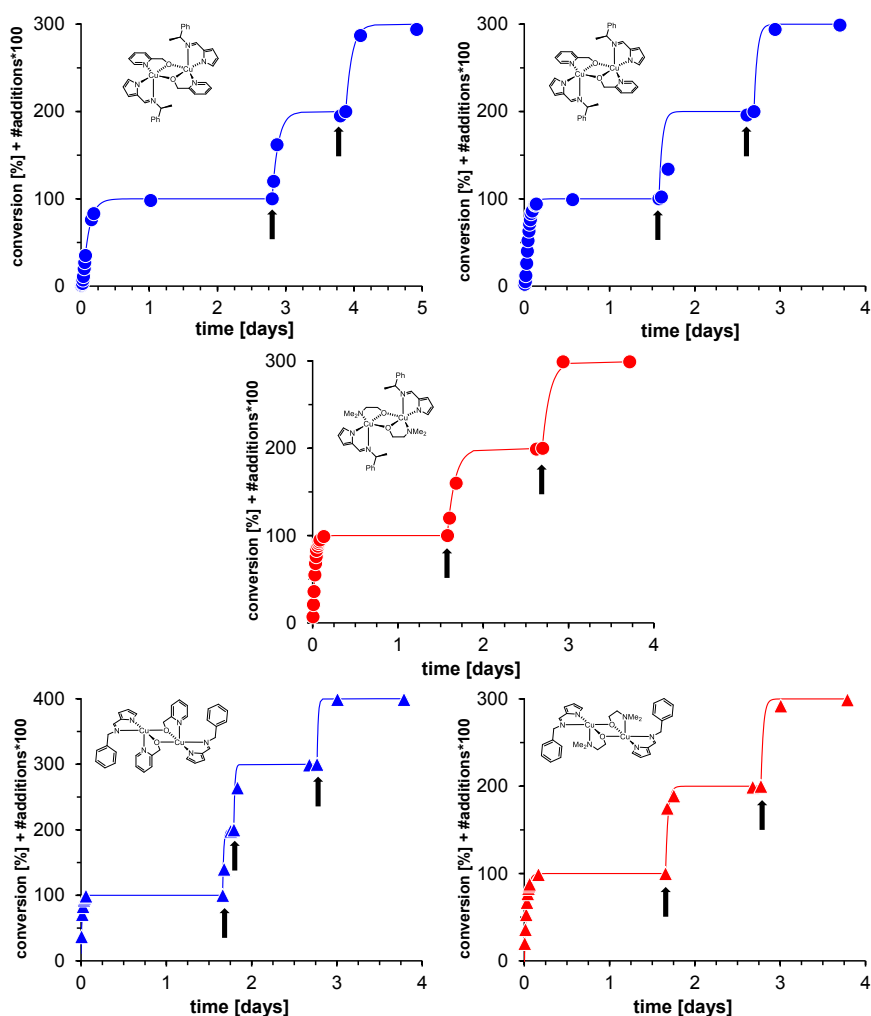 conversion [%] + #additions*100
300
200
100
0
0 1 2 3 4 5
time [days]
Ph
N
N
O
Cu
Cu
N
O
N
N
N
Ph
conversion [%] + #additions*100
300
200
100
0
0 1 2 3 4
time [days]
Ph
N
N
O
Cu
Cu
N
O
N
N
N
Ph
conversion [%] + #additions*100
300
200
100
0
0 1 2 3 4
time [days]
Ph
N
Me2N
O
N
Cu
Cu
N
O
NMe2
N
Ph
conversion [%] + #additions*100
400
300
200
100
0
0 1 2 3 4
time [days]
N
N
N
Cu
O
O
Cu
N
N
N
conversion [%] + #additions*100
300
200
100
0
0 1 2 3 4
time [days]
N
NMe2
N
Cu
O
Me2N
O
Cu
N
N